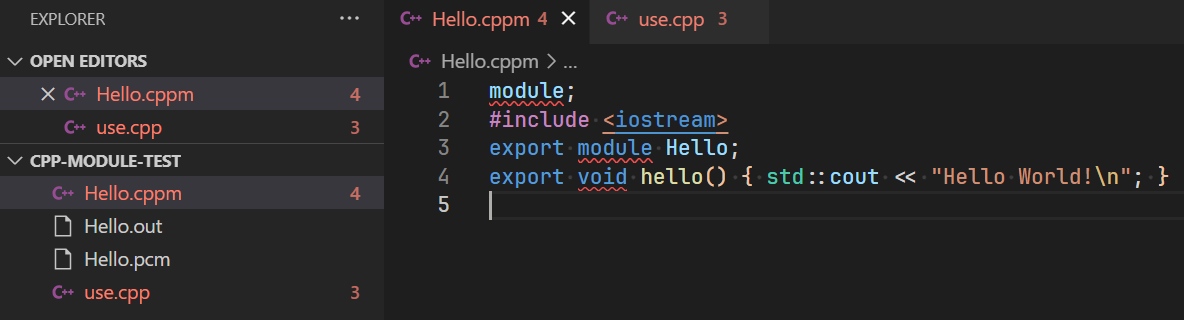 EXPLORER ···
OPEN EDITORS
C++ Hello.cppm 4
C++ use.cpp 3
CPP-MODULE-TEST
C++ Hello.cppm 4
Hello.out
Hello.pcm
C++ use.cpp 3
C++ Hello.cppm 4 C++ use.cpp 3
C++ Hello.cppm > ...
1 module;
2 #include <iostream>
3 export module Hello;
4 export void hello() { std::cout << "Hello World!\n"; }
5